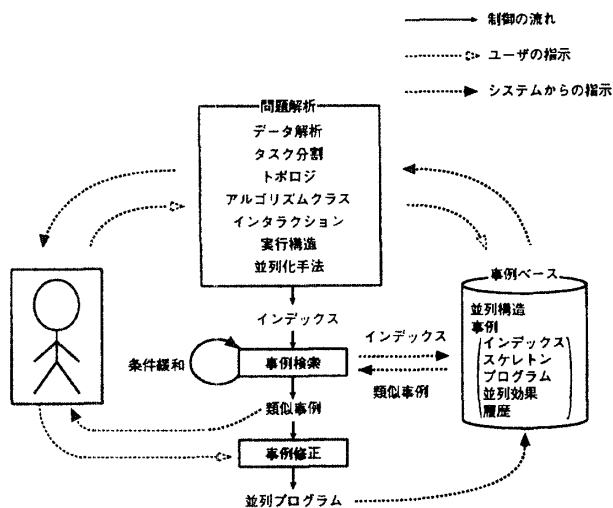 制御の流れ
ユーザの指示
システムからの指示
問題解析
データ解析
タスク分割
トポロジ
アルゴリズムクラス
インタラクション
実行構造
並列化手法
インデックス
条件緩和
事例検索
インデックス
類似事例
類似事例
事例修正
並列プログラム
事例ベース
並列構造
事例
インデックス
スケレトン
プログラム
並列効果
履歴